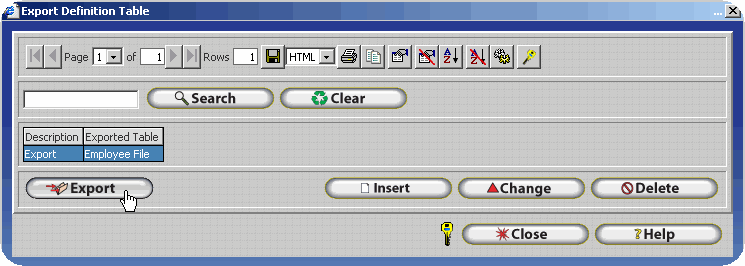 Export Definition Table
Page 1 of 1 Rows 1 HTML
Search Clear
Description Exported Table
Export Employee File
Export Insert Change Delete
Close ?Help